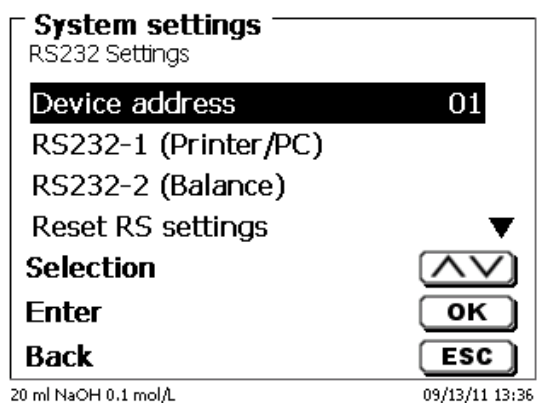 System settings
RS232 Settings
Device address 01
RS232-1 (Printer/PC)
RS232-2 (Balance)
Reset RS settings
Selection
Enter OK
Back ESC
20 ml NaOH 0.1 mol/L 09/13/11 13:36